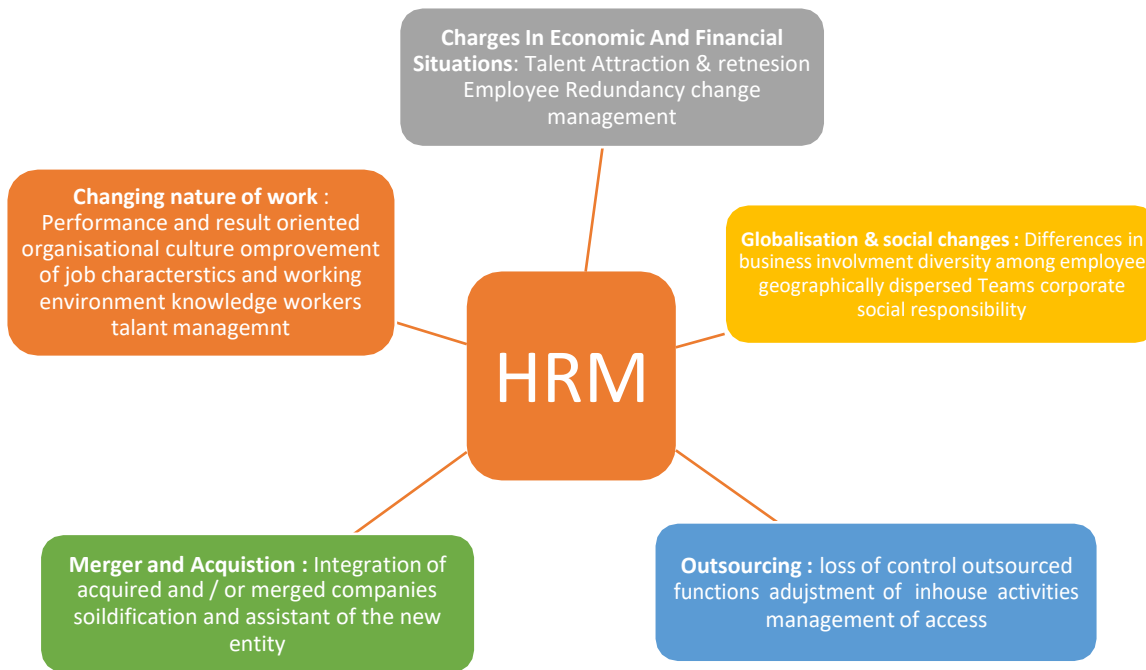 Charges In Economic And Financial
Situations: Talent Attraction & retnesion
Employee Redundancy change
management
Changing nature of work :
Performance and result oriented
organisational culture omprovement
of job characterstics and working
environment knowledge workers
talant managemnt
Globalisation & social changes : Differences in
business involvment diversity among employee
geographically dispersed Teams corporate
social responsibility
HRM
Merger and Acquistion : Integration of
acquired and / or merged companies
soildification and assistant of the new
entity
Outsourcing : loss of control outsourced
functions adujstment of inhouse activities
management of access